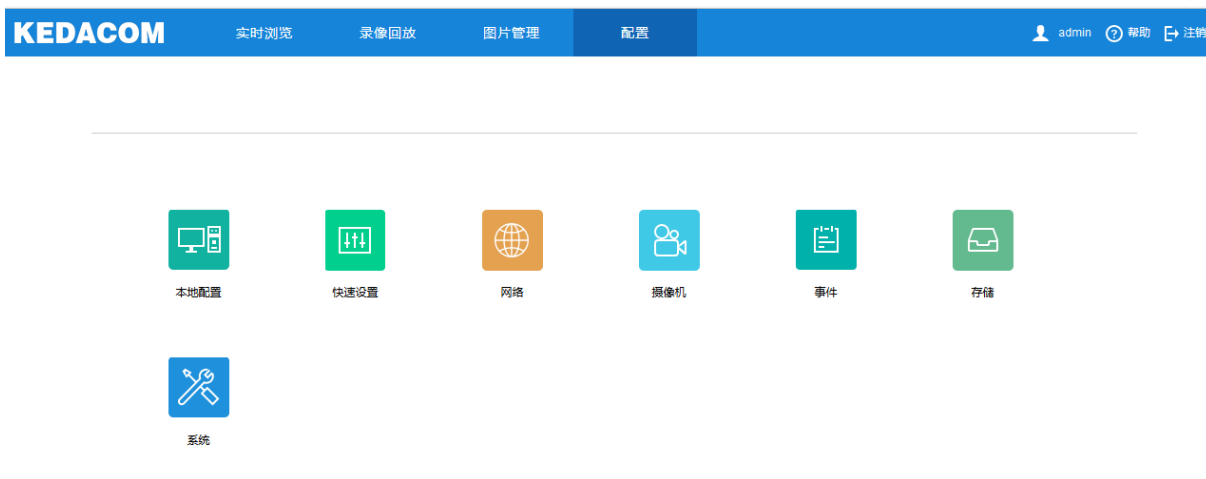 KEDACOM 实时浏览 录像回放 图片管理 配置 admin 帮助 注销
本地配置 快速设置 网络 摄像机 事件 存储
系统